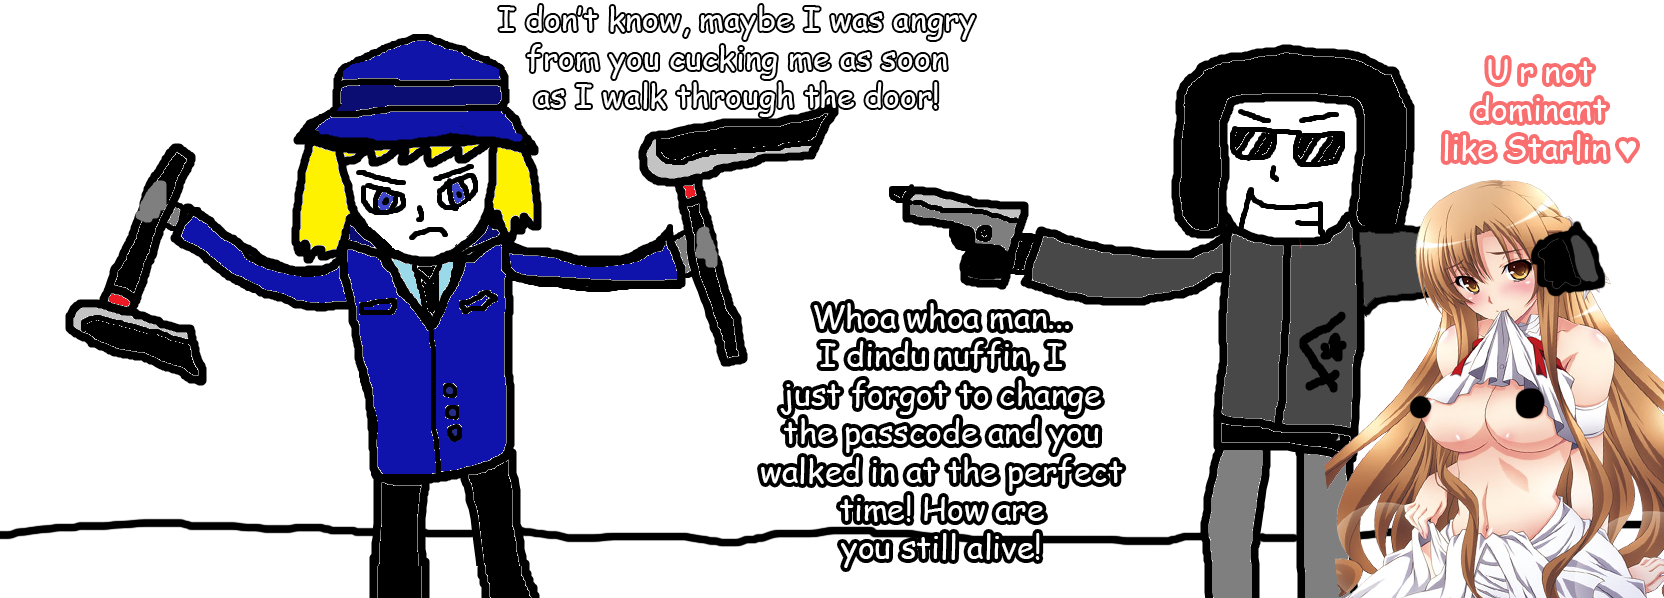 I don't know, maybe I was angry
from you cucking me as soon
as I walk through the door!
U r not
dominant
like Starlin ♥
Whoa whoa man...
I dindu nuffin, I
just forgot to change
the passcode and you
walked in at the perfect
time! How are
you still alive!